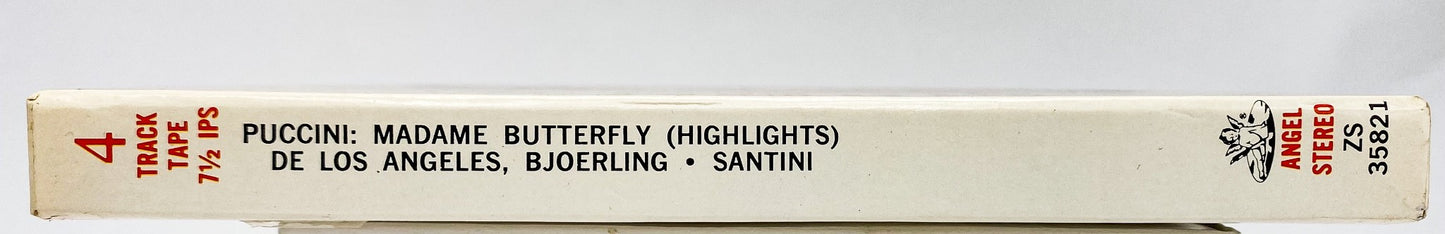 4
TRACK
TAPE
7½ IPS
PUCCINI: MADAME BUTTERFLY (HIGHLIGHTS)
DE LOS ANGELES, BJOERLING • SANTINI
®
ANGEL
STEREO
ZS
35821